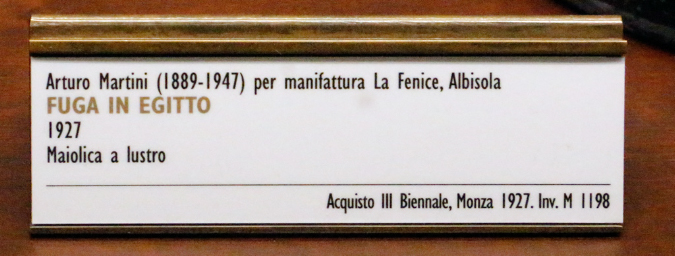 Arturo Martini (1889-1947) per manifattura La Fenice, Albisola
FUGA IN EGITTO
1927
Maiolica a lustro
Acquisto III Biennale, Monza 1927. Inv. M 1198